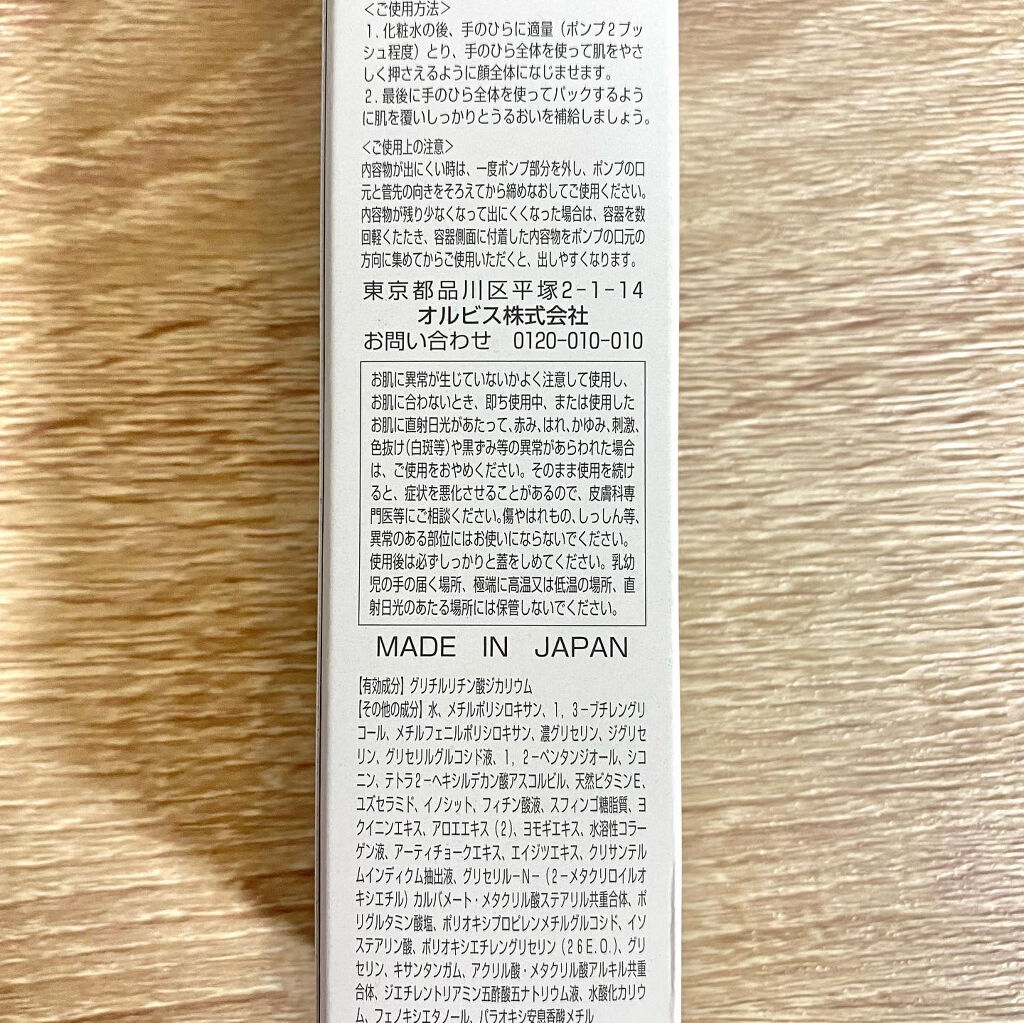 <ご使用方法>
1.化粧水の後、手のひらに適量（ポンプ2プッ
シュ程度）とり、手のひら全体を使って肌をやさ
しく押さえるように顔全体になじませます。
2.最後に手のひら全体を使ってパックするよう
に肌を覆いしっかりとうるおいを補給しましょう。
<ご使用上の注意>
内容物が出にくい時は、一度ポンプ部分を外し、ポンプの口
元と管先の向きをそろえてから締めなおしてご使用ください。
内容物が残り少なくなって出にくくなった場合は、容器を数
回軽くたたき、容器側面に付着した内容物をポンプの口元の
方向に集めてからご使用いただくと、出しやすくなります。
東京都品川区平塚2-1-14
オルビス株式会社
お問い合わせ 0120-010-010
お肌に異常が生じていないかよく注意して使用し、
お肌に合わないとき、即ち使用中、または使用した
お肌に直射日光があたって、赤み、はれ、かゆみ、刺激、
色抜け（白斑等）や黒ずみ等の異常があらわれた場合
は、ご使用をおやめください。そのまま使用を続け
ると、症状を悪化させることがあるので、皮膚科専
門医等にご相談ください。傷やはれもの、しっしん等、
異常のある部位にはお使いにならないでください。
使用後は必ずしっかりと蓋をしめてください。乳幼
児の手の届く場所、極端に高温又は低温の場所、直
射日光のあたる場所には保管しないでください。
MADE IN JAPAN
【有効成分】グリチルリチン酸ジカリウム
【その他の成分】水、メチルポリシロキサン、1，3－ブチレングリ
コール、メチルフェニルポリシロキサン、濃グリセリン、ジグリセ
リン、グリセリルグルコシド液、1，2－ペンタンジオール、シコ
ニン、テトラ2－ヘキシルデカン酸アスコルビル、天然ビタミンE、
ユズセラミド、イノシット、フィチン酸液、スフィンゴ糖脂質、ヨ
クイニンエキス、アロエエキス（2）、ヨモギエキス、水溶性コラー
ゲン液、アーティチョークエキス、エイジツエキス、クリサンテル
ムインディクム抽出液、グリセリル－N－（2－メタクリロイルオ
キシエチル）カルバメート・メタクリル酸ステアリル共重合体、ポ
リグルタミン酸塩、ポリオキシプロピレンメチルグルコシド、イソ
ステアリン酸、ポリオキシエチレングリセリン（26E.O.）、グリ
セリン、キサンタンガム、アクリル酸・メタクリル酸アルキル共重
合体、ジエチレントリアミン五酢酸五ナトリウム液、水酸化カリウ
ム、フェノキシエタノール、パラオキシ安息香酸メチル